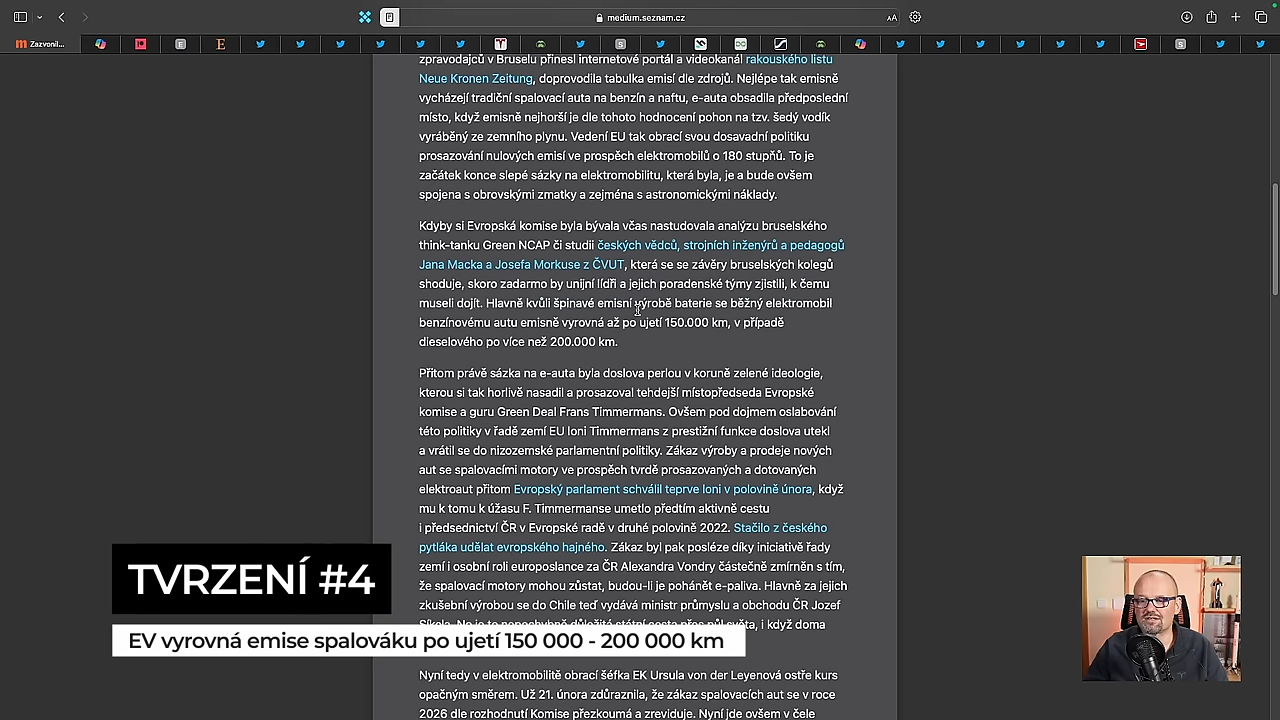 medium.seznam.cz
Zazvonil...
zpravodajců v Bruselu přinesl internetové portál a videokanál rakouského listu
Neue Kronen Zeitung, doprovodila tabulka emisí dle zdrojů. Nejlépe tak emisně
vycházejí tradiční spalovací auta na benzín a naftu, e-auta obsadila předposlední
místo, když emisně nejhorší je dle tohoto hodnocení pohon na tzv. šedý vodík
vyráběný ze zemního plynu. Vedení EU tak obrací svou dosavadní politiku
prosazování nulových emisí ve prospěch elektromobilů o 180 stupňů. To je
začátek konce slepé sázky na elektromobilitu, která byla, je a bude ovšem
spojena s obrovskými zmatky a zejména s astronomickými náklady.
Kdyby si Evropská komise byla bývala včas nastudovala analýzu bruselského
think-tanku Green NCAP či studii českých vědců, strojních inženýrů a pedagogů
Jana Macka a Josefa Morkuse z ČVUT, která se se závěry bruselských kolegů
shoduje, skoro zadarmo by unijní lídři a jejich poradenské týmy zjistili, k čemu
museli dojít. Hlavně kvůli špinavé emisní výrobě baterie se běžný elektromobil
benzínovému autu emisně vyrovná až po ujetí 150.000 km, v případě
dieselového po více než 200.000 km.
Přitom právě sázka na e-auta byla doslova perlou v koruně zelené ideologie,
kterou si tak horlivě nasadil a prosazoval tehdejší místopředseda Evropské
komise a guru Green Deal Frans Timmermans. Ovšem pod dojmem oslabování
této politiky v řadě zemí EU loni Timmermans z prestižní funkce doslova utekl
a vrátil se do nizozemské parlamentní politiky. Zákaz výroby a prodeje nových
aut se spalovacími motory ve prospěch tvrdě prosazovaných a dotovaných
elektroaut přitom Evropský parlament schválil teprve loni v polovině února, když
mu k tomu k úžasu F. Timmermanse umetlo předtím aktivně cestu
i předsednictví ČR v Evropské radě v druhé polovině 2022. Stačilo z českého
pytláka udělat evropského hajného. Zákaz byl pak posléze díky iniciativě řady
zemí i osobní roli europoslance za ČR Alexandra Vondry částečně zmírněn s tím,
že spalovací motory mohou zůstat, budou-li je pohánět e-paliva. Hlavně za jejich
zkušební výrobou se do Chile teď vydává ministr průmyslu a obchodu ČR Jozef
světa, i když doma
TVRZENÍ #4
EV vyrovná emise spalováku po ujetí 150 000 - 200 000 km
Nyní tedy v elektromobilitě obrací šéfka EK Ursula von der Leyenová ostře kurs
opačným směrem. Už 21. února zdůraznila, že zákaz spalovacích aut se v roce
2026 dle rozhodnutí Komise přezkoumá a zreviduje. Nyní jde ovšem v čele